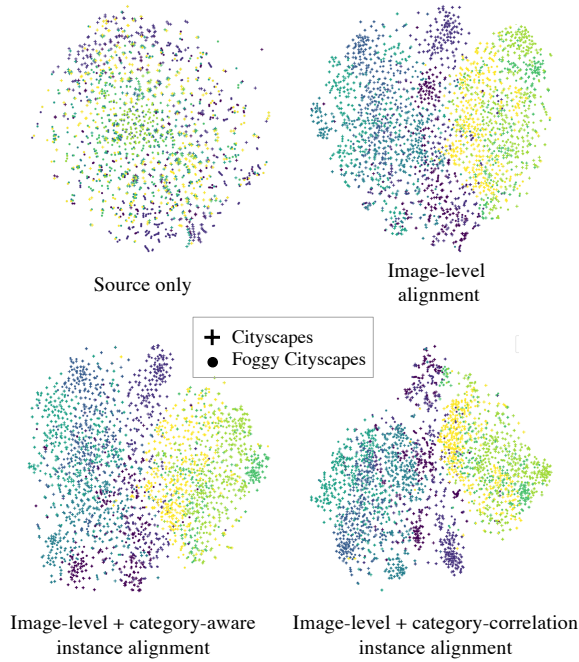 Source only
Image-level
alignment
Cityscapes
Foggy Cityscapes
Image-level + category-aware
instance alignment
Image-level + category-correlation
instance alignment